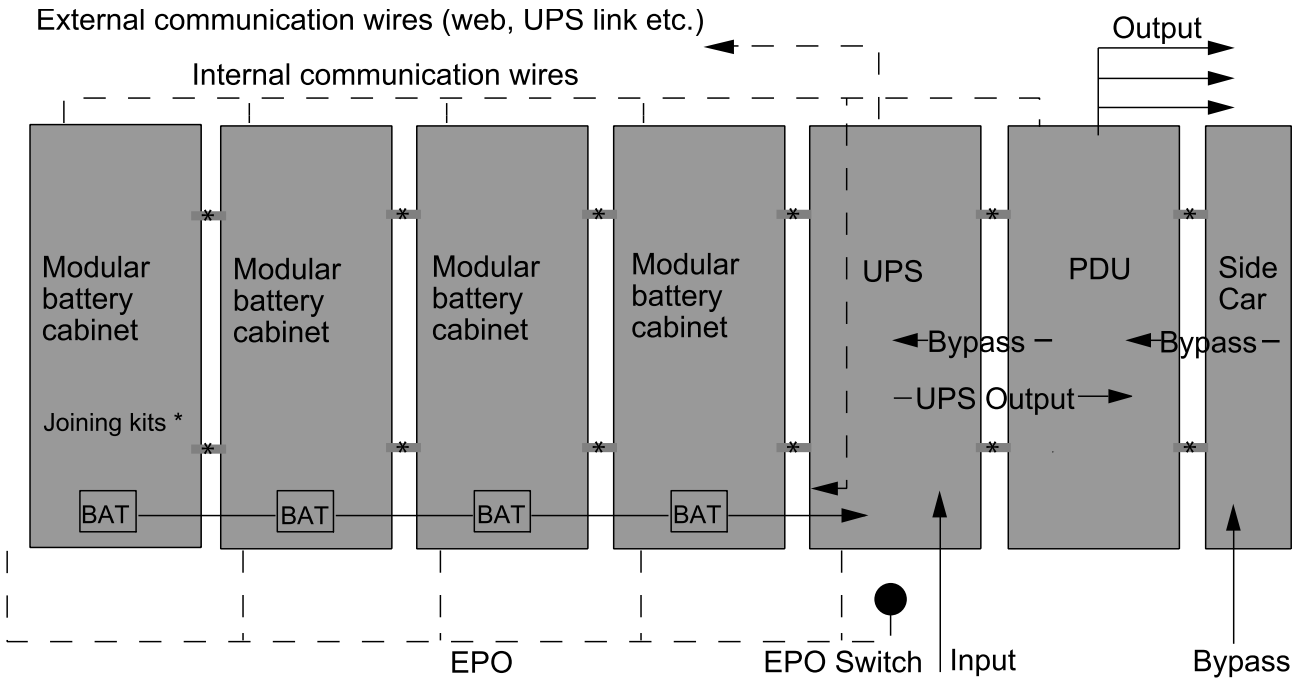 External communication wires (web, UPS link etc.)
Output
Internal communication wires
Modular
battery
cabinet
Modular
battery
cabinet
Modular
battery
cabinet
Modular
battery
cabinet
UPS
PDU
Side
Car
Bypass
Bypass
UPS Output
Joining kits *
BAT
BAT
BAT
BAT
EPO
EPO Switch
Input
Bypass